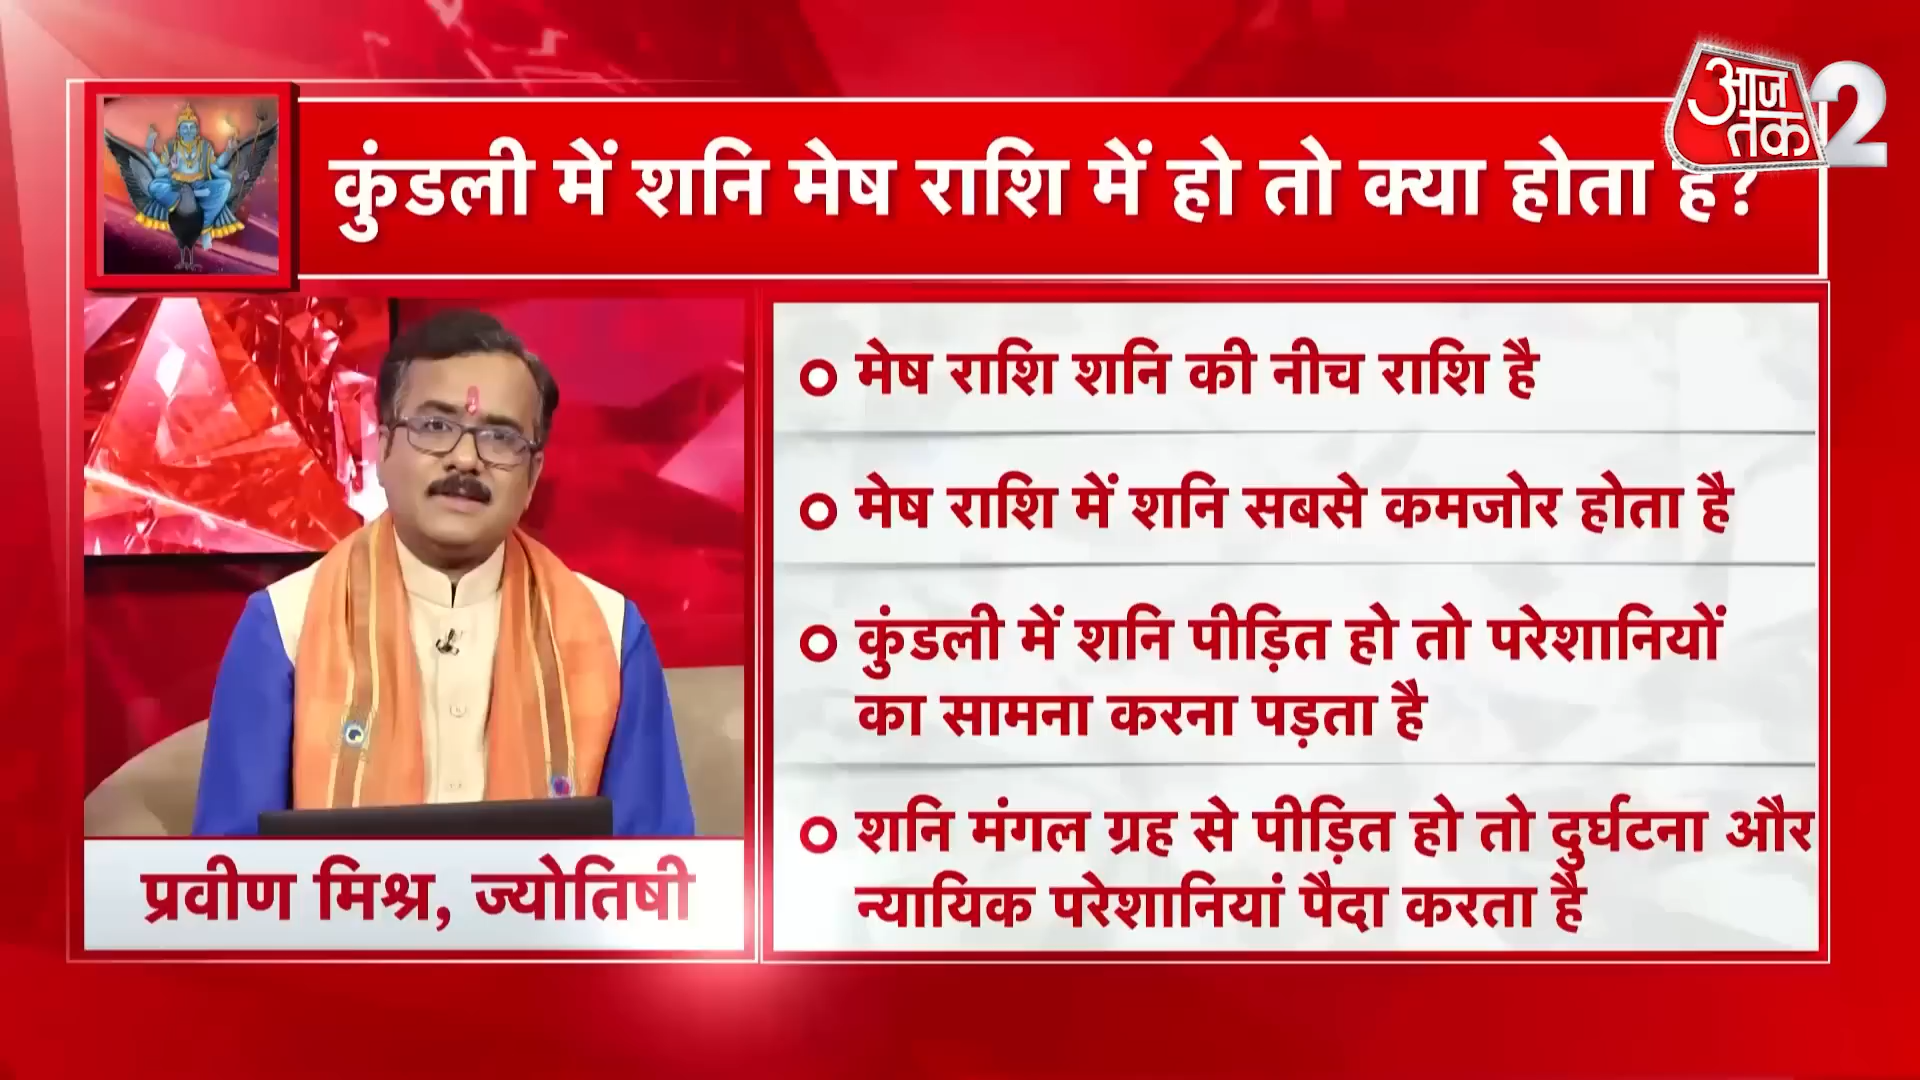 आज
तक 2
कुंडली में शनि मेष राशि में हो तो क्या होता है?
मेष राशि शनि की नीच राशि है
मेष राशि में शनि सबसे कमजोर होता है
कुंडली में शनि पीड़ित हो तो परेशानियों
का सामना करना पड़ता है
शनि मंगल ग्रह से पीड़ित हो तो दुर्घटना और
न्यायिक परेशानियां पैदा करता है
प्रवीण मिश्र, ज्योतिषी